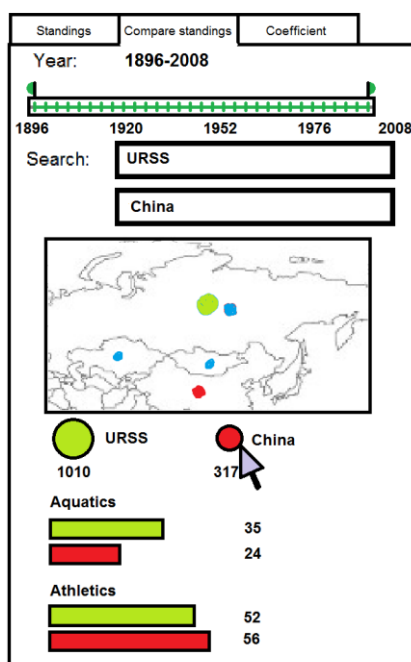 Standings Compare standings Coefficient
Year: 1896-2008
1896 1920 1952 1976 2008
Search: URSS
China
URSS China
1010 317
Aquatics
35
24
Athletics
52
56